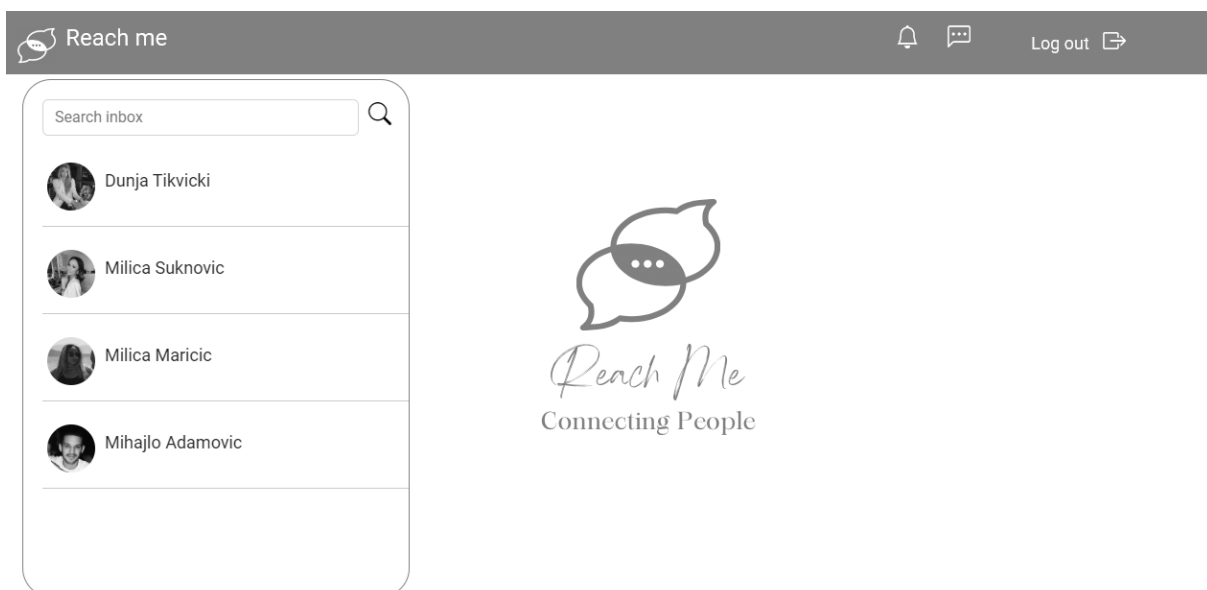 Reach me
Log out
Search inbox
Dunja Tikvicki
Milica Suknovic
Milica Maricic
Mihajlo Adamovic
Reach Me
Connecting People